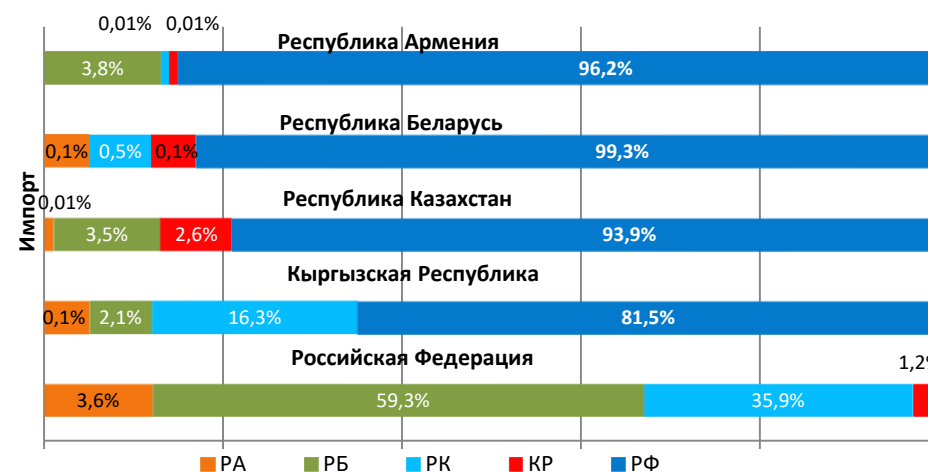 0,01% 0,01%
Республика Армения
3,8% 96,2%
Республика Беларусь
0,1% 0,5% 0,1% 99,3%
Республика Казахстан
0,01%
3,5% 2,6% 93,9%
Кыргызская Республика
0,1% 2,1% 16,3% 81,5%
Российская Федерация
1,2%
3,6% 59,3% 35,9%
Импорт
РА РБ РК КР РФ